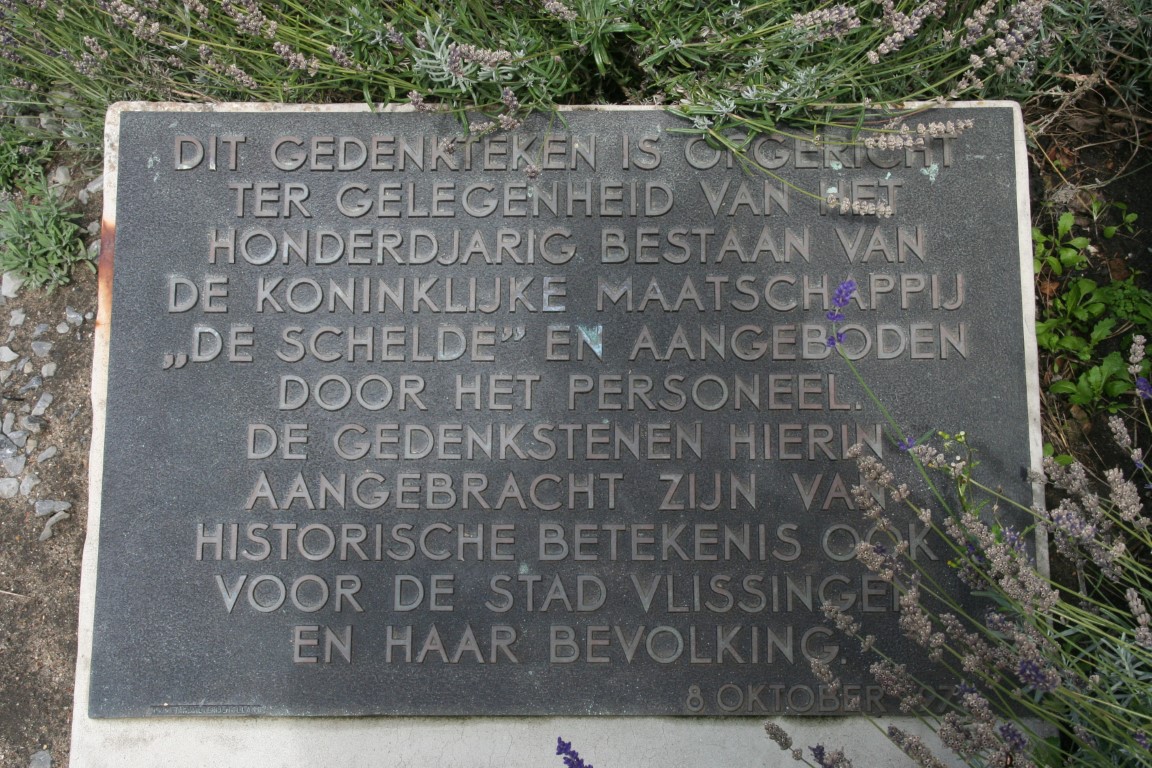 DIT GEDENKTEKEN IS OPGERICHT
TER GELEGENHEID VAN HET
HONDERDJARIG BESTAAN VAN
DE KONINKLIJKE MAATSCHAPPIJ
„DE SCHELDE” EN AANGEBODEN
DOOR HET PERSONEEL.
DE GEDENKSTENEN HIERIN
AANGEBRACHT ZIJN VAN
HISTORISCHE BETEKENIS OOK
VOOR DE STAD VLISSINGEN
EN HAAR BEVOLKING.
8 OKTOBER